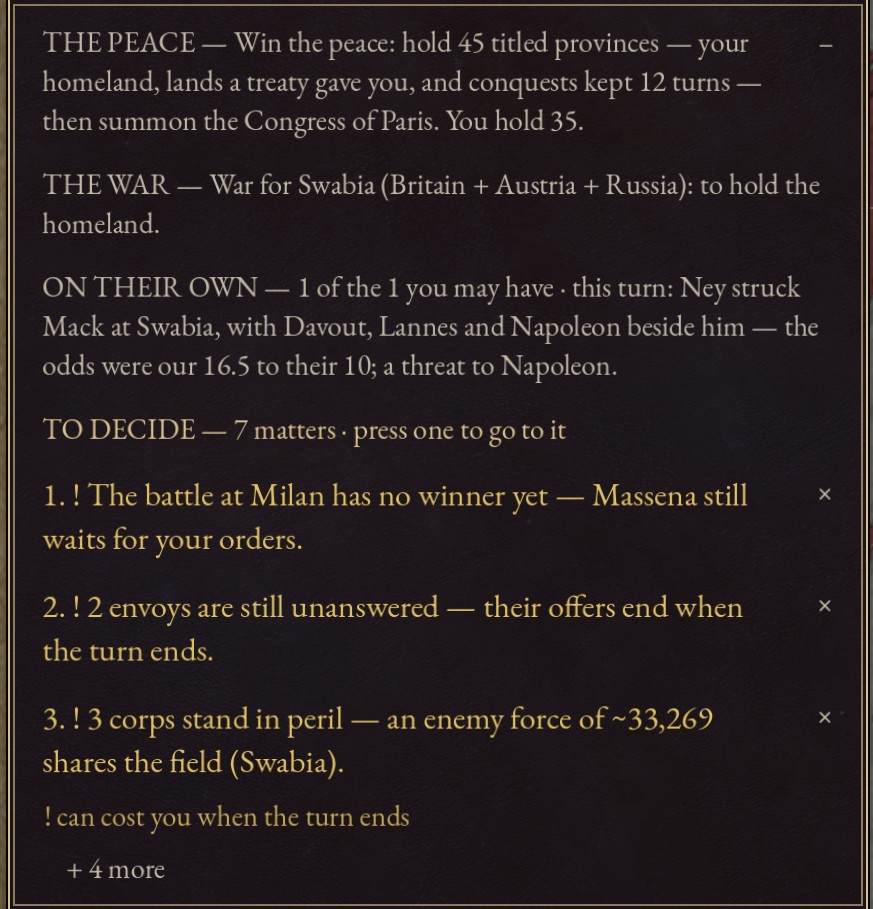 THE PEACE — Win the peace: hold 45 titled provinces — your –
homeland, lands a treaty gave you, and conquests kept 12 turns —
then summon the Congress of Paris. You hold 35.
THE WAR — War for Swabia (Britain + Austria + Russia): to hold the
homeland.
ON THEIR OWN — 1 of the 1 you may have · this turn: Ney struck
Mack at Swabia, with Davout, Lannes and Napoleon beside him — the
odds were our 16.5 to their 10; a threat to Napoleon.
TO DECIDE — 7 matters · press one to go to it
1. ! The battle at Milan has no winner yet — Massena still ×
waits for your orders.
2. ! 2 envoys are still unanswered — their offers end when ×
the turn ends.
3. ! 3 corps stand in peril — an enemy force of ~33,269 ×
shares the field (Swabia).
! can cost you when the turn ends
+ 4 more